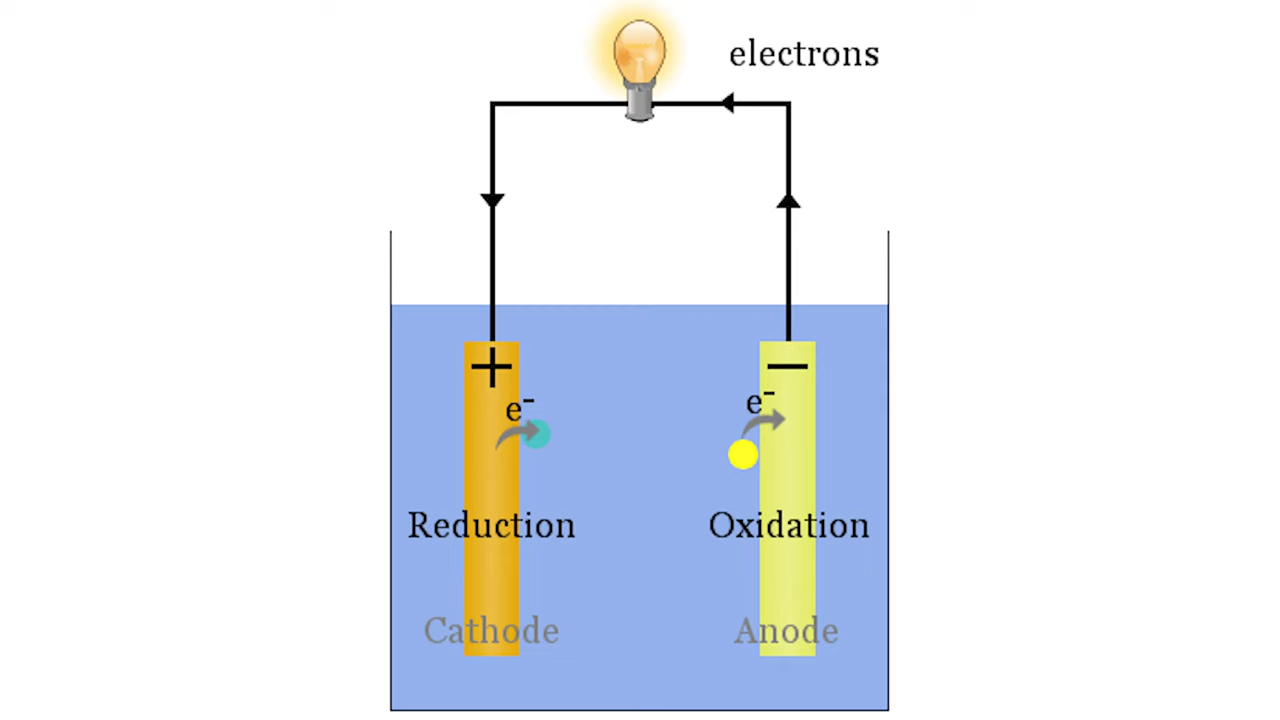 electrons
+
−
e-
e-
Reduction
Oxidation
Cathode
Anode